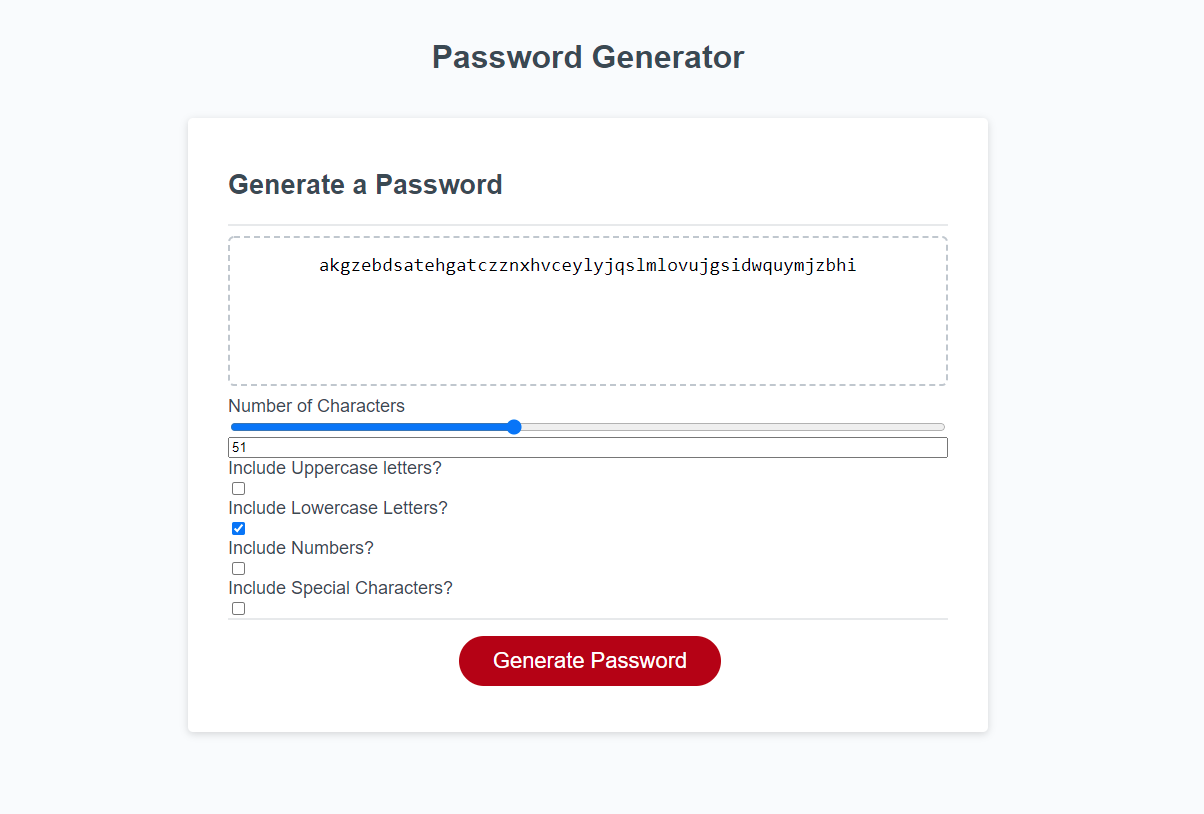 Password Generator
Generate a Password
akgzebdsatehgatczznxhvceylyjqslmlovujgsidwquymjzbhi
Number of Characters
51
Include Uppercase letters?
Include Lowercase Letters?
Include Numbers?
Include Special Characters?
Generate Password